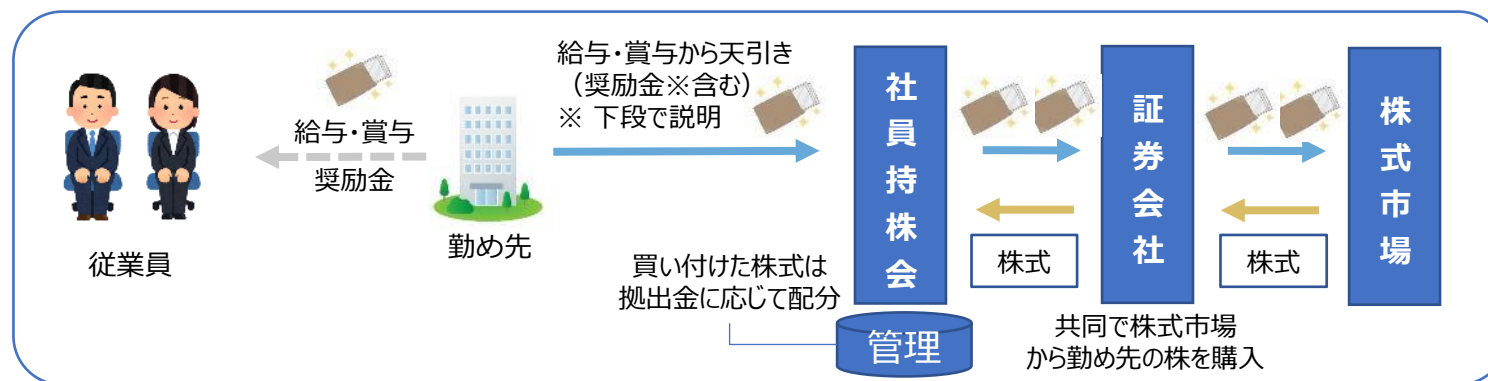 給与・賞与
奨励金
従業員
勤め先
給与・賞与から天引き
（奨励金※含む）
※ 下段で説明
社員持株会
管理
買い付けた株式は
拠出金に応じて配分
株式
証券会社
共同で株式市場
から勤め先の株を購入
株式
株式市場